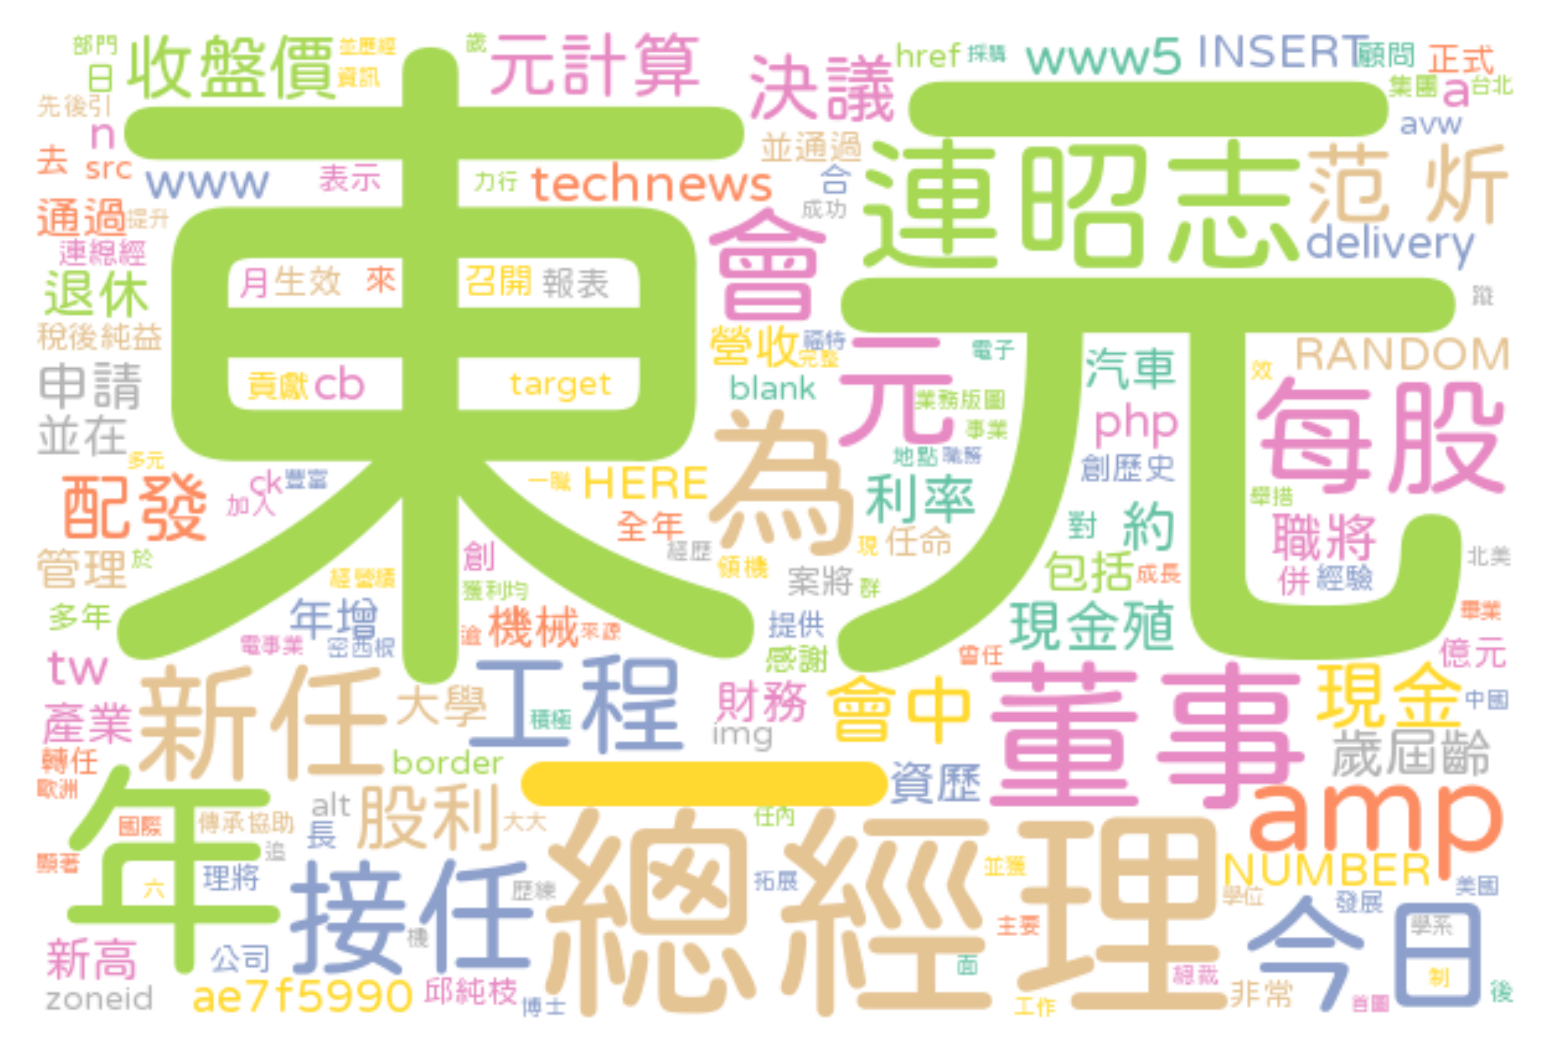 部門
日
收盤價
並歷經
資訊
歲
元計算
決議
href
採購
www5
INSERT
顧問
正式
集團
a
台北
先後引
n
去
src
www
表示
力行
technews
並通過
合
成功
avw
連昭志
范 炘
delivery
通過
提升
連總經
退休
稅後純益
東元
月
生效
來
召開
報表
會
營收
福特
完整
電子
汽車
RANDOM
效
申請
並在
貢獻
cb
target
blank
元
業務版圖
事業
php
每股
多元
配發
ck
豐富
加入
一職
HERE
為
地點
職務
利率
創歷史
舉措
全年
經歷
領機
現
任命
對
約
職將
北美
管理
於
經營績
創
獲利均
案將
群
包括
成長
併
經驗
多年
年增
電事業
密西根
逾
機械
來源
提供
感謝
現金殖
畢業
曾任
億元
tw
產業
轉任
歐洲
新任
大學
工程
積極
財務
img
會中
董事
現金
中國
歲屆齡
border
一
資歷
amp
年
國際
alt
長
傳承協助
追
股利
大大
任內
顯著
六
理將
接任
歷練
機
總經理
拓展
並獲
主要
NUMBER
學位
發展
美國
今日
學系
新高
公司
zoneid
ae7f5990
邱純枝
博士
面
工作
總裁
非常
首圖
制
後